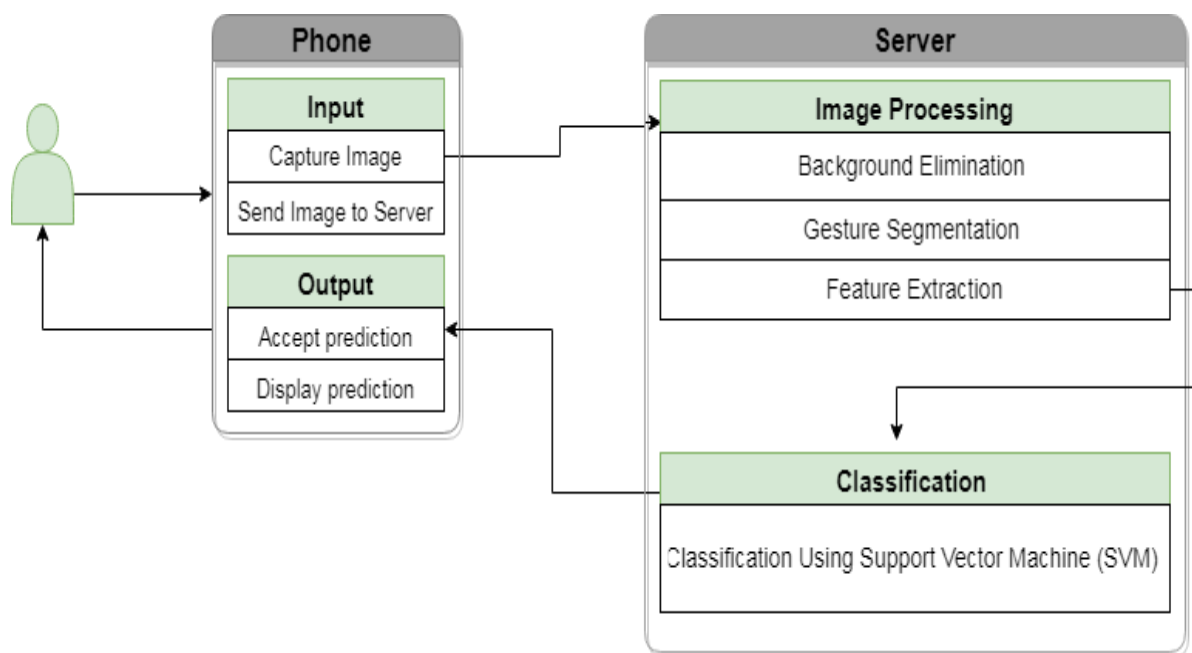 Phone
Input
Capture Image
Send Image to Server
Output
Accept prediction
Display prediction
Server
Image Processing
Background Elimination
Gesture Segmentation
Feature Extraction
Classification
Classification Using Support Vector Machine (SVM)